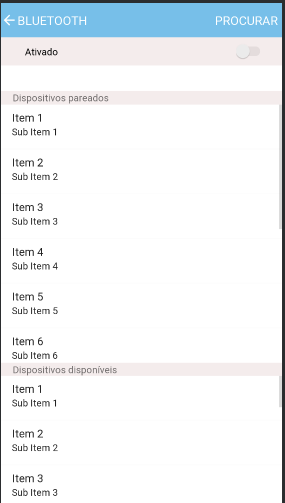 BLUETOOTH PROCURAR
Ativado
Dispositivos pareados
Item 1
Sub Item 1
Item 2
Sub Item 2
Item 3
Sub Item 3
Item 4
Sub Item 4
Item 5
Sub Item 5
Item 6
Sub Item 6
Dispositivos disponíveis
Item 1
Sub Item 1
Item 2
Sub Item 2
Item 3
Sub Item 3